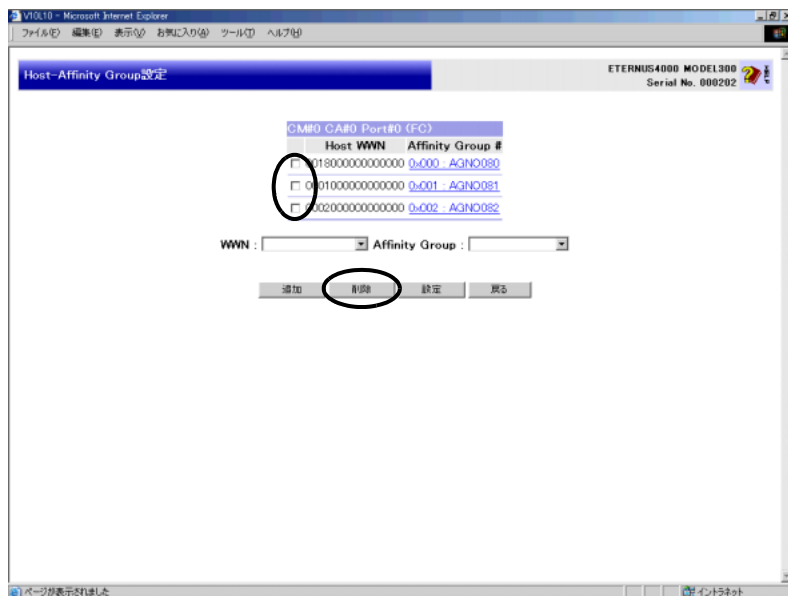 V10L10 - Microsoft Internet Explorer
ファイル(F) 編集(E) 表示(V) お気に入り(A) ツール(T) ヘルプ(H)
Host-Affinity Group設定
ETERNUS4000 MODEL300
Serial No. 000202
CM#0 CA#0 Port#0 (FC)
Host WWN Affinity Group #
0018000000000000 0x000 : AGNO080
0001000000000000 0x001 : AGNO081
0002000000000000 0x002 : AGNO082
WWN : Affinity Group :
追加 削除 設定 戻る
ページが表示されました イントラネット